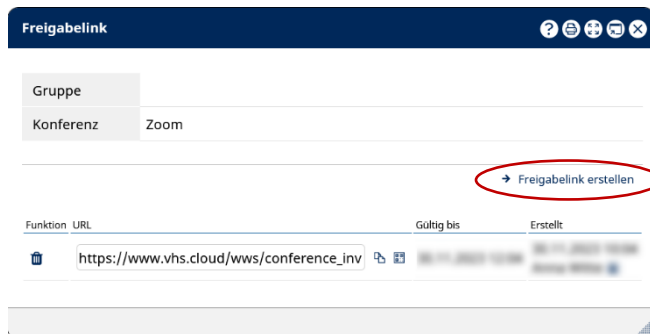 Freigabelink
Gruppe
Konferenz Zoom
Freigabelink erstellen
Funktion URL Gültig bis Erstellt
https://www.vhs.cloud/wws/conference_inv